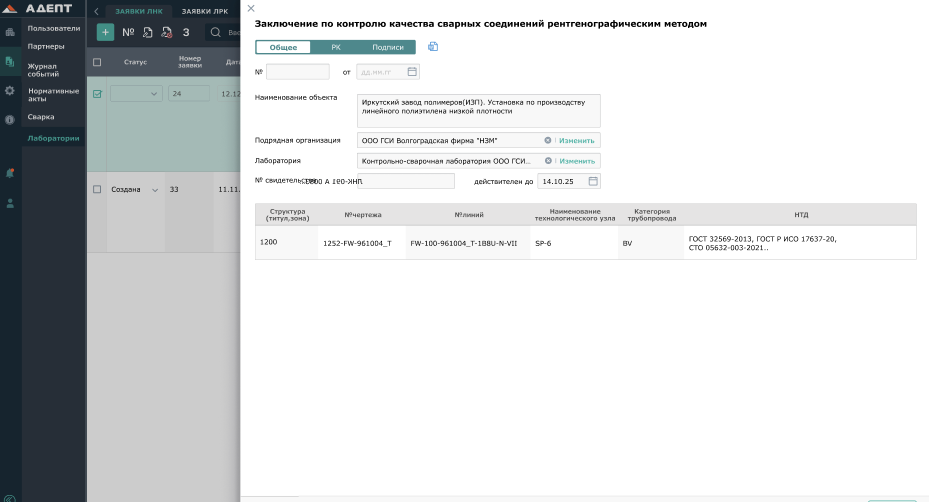 АДЕПТ
ЗАЯВКИ ЛНК
ЗАЯВКИ ЛРК
Пользователи
Партнеры
Журнал
событий
Нормативные
акты
Сварка
Лаборатории
+ № 3
Статус
Номер
заявки
24
12.12
Создана
33
11.11.
Заключение по контролю качества сварных соединений рентгенографическим методом
Общее
РК
Подписи
№
от
дд.мм.гг
Наименование объекта
Иркутский завод полимеров(ИЗП). Установка по производству
линейного полиэтилена низкой плотности
Подрядная организация
ООО ГСИ Волгоградская фирма "НЗМ"
Изменить
Лаборатория
Контрольно-сварочная лаборатория ООО ГСИ...
Изменить
№ свидетельства
действителен до
14.10.25
Структура
(титул,зона)
№чертежа
№линий
Наименование
технологического узла
Категория
трубопровода
НТД
1200
1252-FW-961004_T
FW-100-961004_T-1B8U-N-VII
SP-6
BV
ГОСТ 32569-2013, ГОСТ Р ИСО 17637-20,
СТО 05632-003-2021..